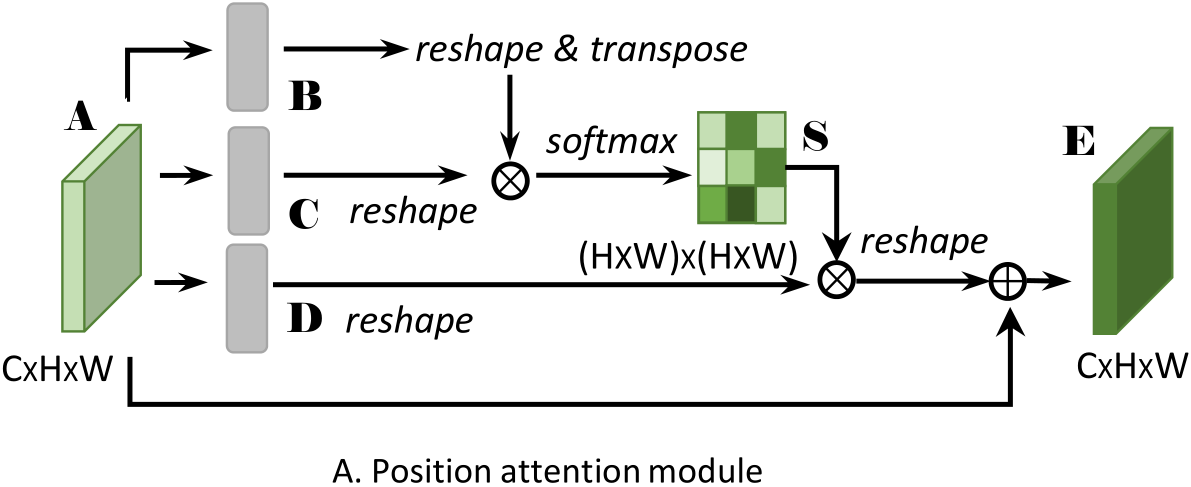 reshape & transpose
B
A
softmax
S
E
C
reshape
(HxW)x(HxW)
reshape
D
reshape
CxHxW
CxHxW
A. Position attention module